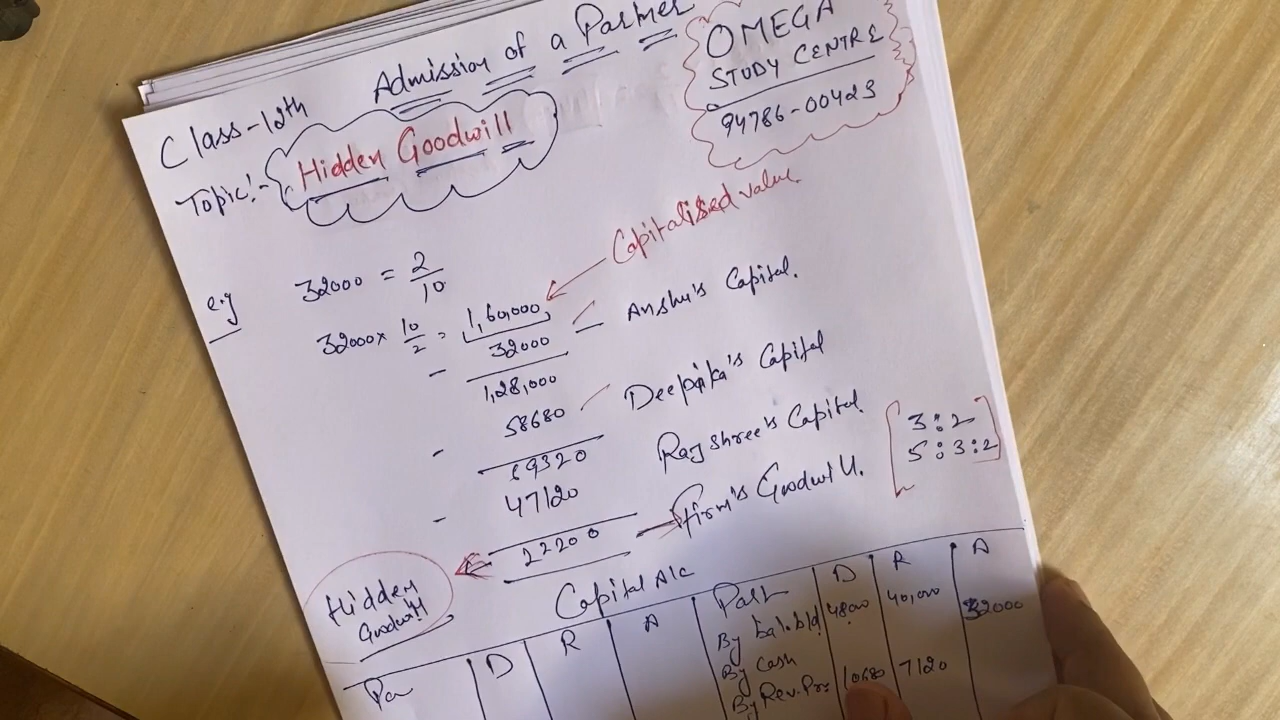 Admission of a Partner
OMEGA
STUDY CENTRE
94786-00423
Class-12th
Topic:- Hidden Goodwill
Capitalised value
e.g 32000 = 2/10
32000 x 10/2 = 1,60,000
- 32000 - Anshu's Capital.
1,28,000
- 58680 Deepika's Capital
69320
- 47120 Rajshree's Capital
22200 → Firm's Goodwill.
3:2
5:3:2
Hidden
Goodwill
Capital A/c
Pa D R A Part D R A
By bal. b/d 48000 40,000 32000
By Cash
By Rev. Pro 10680 7120